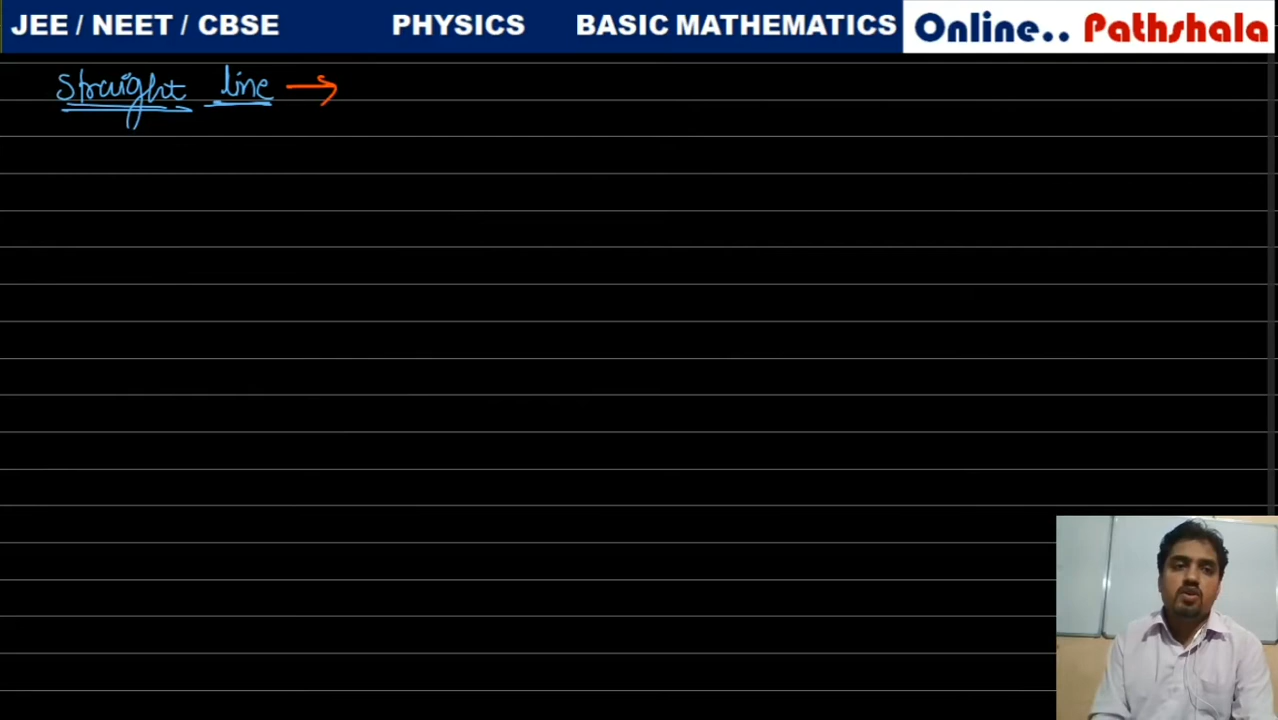 JEE / NEET / CBSE PHYSICS BASIC MATHEMATICS Online.. Pathshala
Straight line →